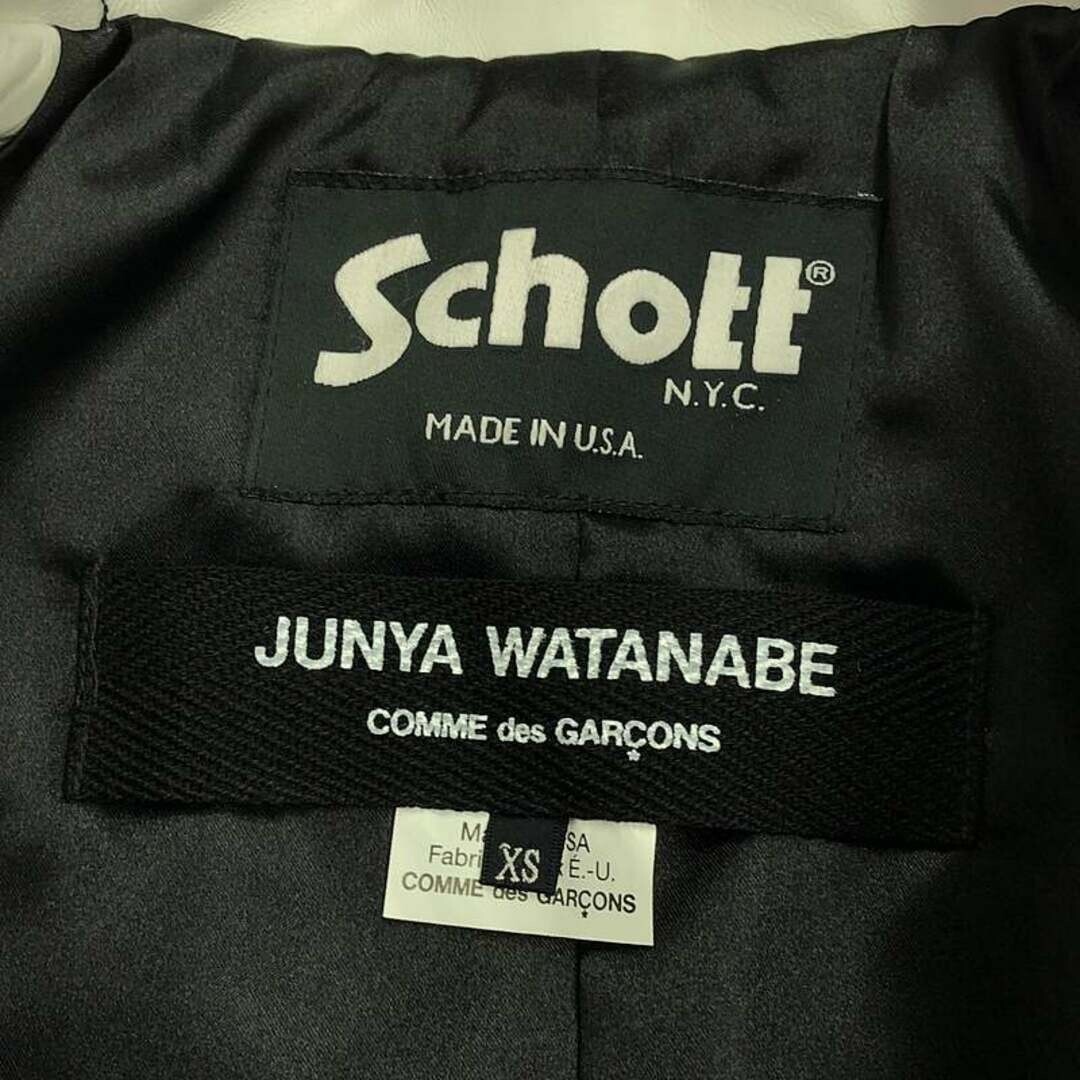 Schott®
N.Y.C.
MADE IN U.S.A.
JUNYA WATANABE
COMME des GARÇONS
XS
É.-U.
COMME des GARÇONS